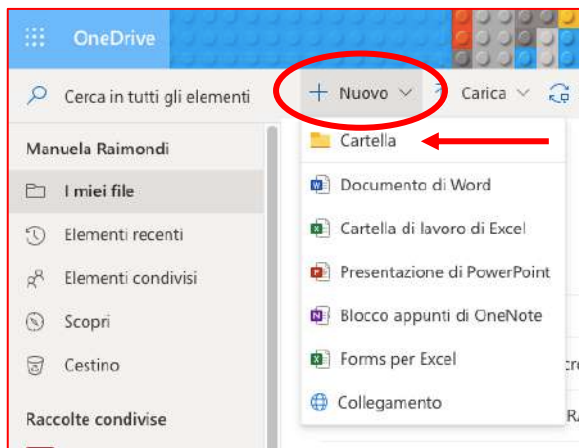 OneDrive
Cerca in tutti gli elementi
+ Nuovo
Carica
Manuela Raimondi
I miei file
Elementi recenti
Elementi condivisi
Scopri
Cestino
Raccolte condivise
Cartella
Documento di Word
Cartella di lavoro di Excel
Presentazione di PowerPoint
Blocco appunti di OneNote
Forms per Excel
Collegamento